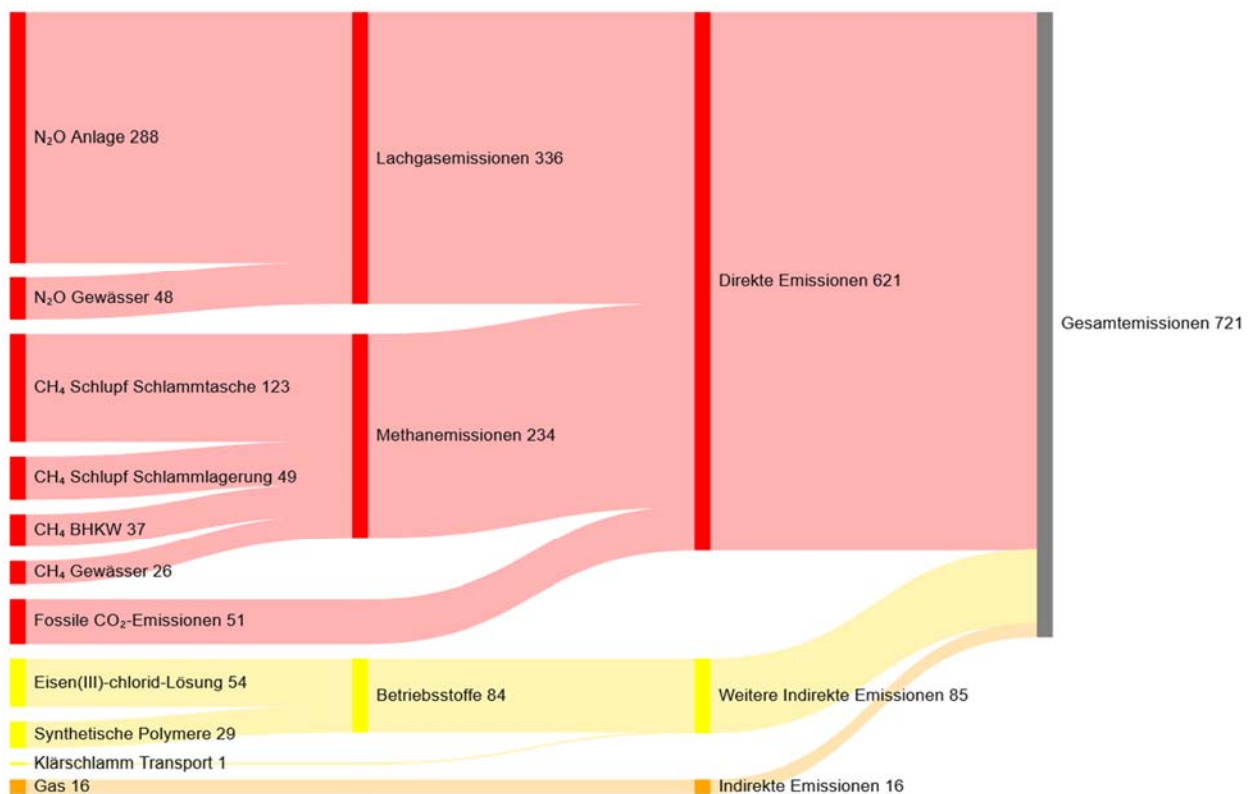 N₂O Anlage 288
N₂O Gewässer 48
CH₄ Schlupf Schlammtasche 123
CH₄ Schlupf Schlammlagerung 49
CH₄ BHKW 37
CH₄ Gewässer 26
Fossile CO₂-Emissionen 51
Eisen(III)-chlorid-Lösung 54
Synthetische Polymere 29
Klärschlamm Transport 1
Gas 16
Lachgasemissionen 336
Methanemissionen 234
Betriebsstoffe 84
Direkte Emissionen 621
Weitere Indirekte Emissionen 85
Indirekte Emissionen 16
Gesamtemissionen 721